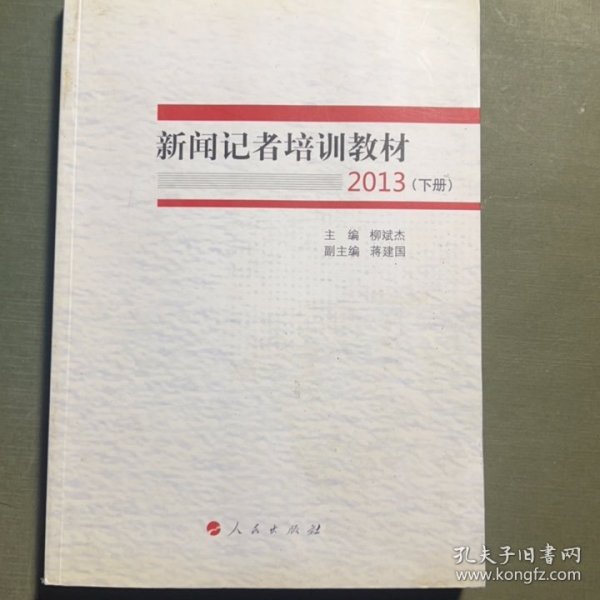 新闻记者培训教材
2013(下册)
主 编 柳斌杰
副主编 蒋建国
人民出版社
孔夫子旧书网
www.kongfz.com